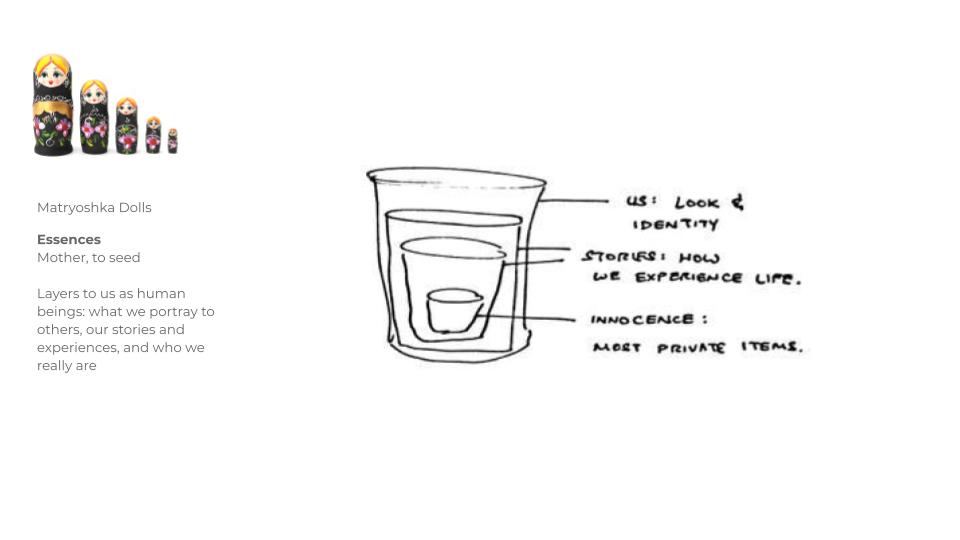 Matryoshka Dolls
Essences
Mother, to seed
Layers to us as human
beings: what we portray to
others, our stories and
experiences, and who we
really are
US: LOOK &
IDENTITY
STORIES: HOW
WE EXPERIENCE LIFE.
INNOCENCE:
MOST PRIVATE ITEMS.